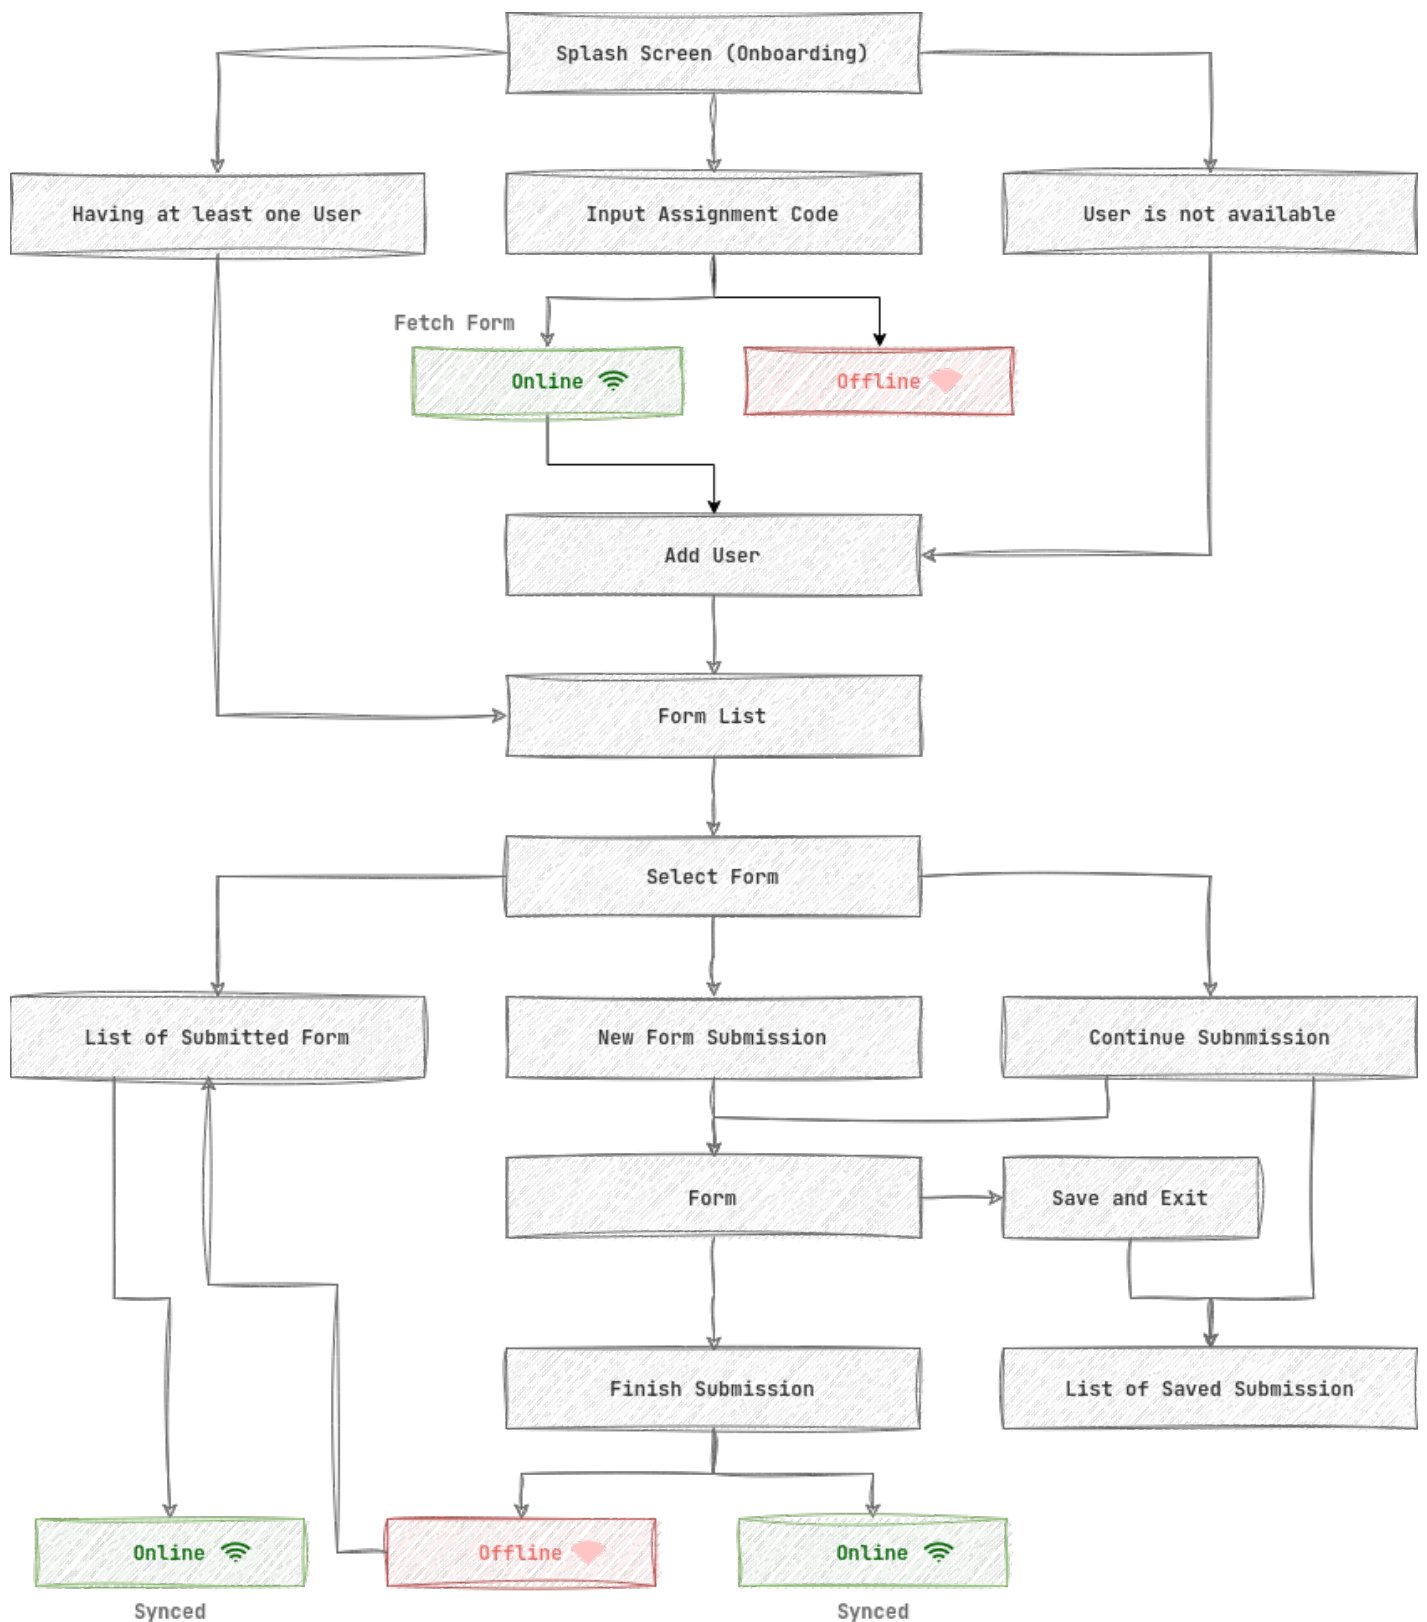 Splash Screen (Onboarding)
Having at least one User
Input Assignment Code
User is not available
Fetch Form
Online
Offline
Add User
Form List
Select Form
List of Submitted Form
New Form Submission
Continue Subnmission
Form
Save and Exit
Finish Submission
List of Saved Submission
Online
Offline
Online
Synced
Synced